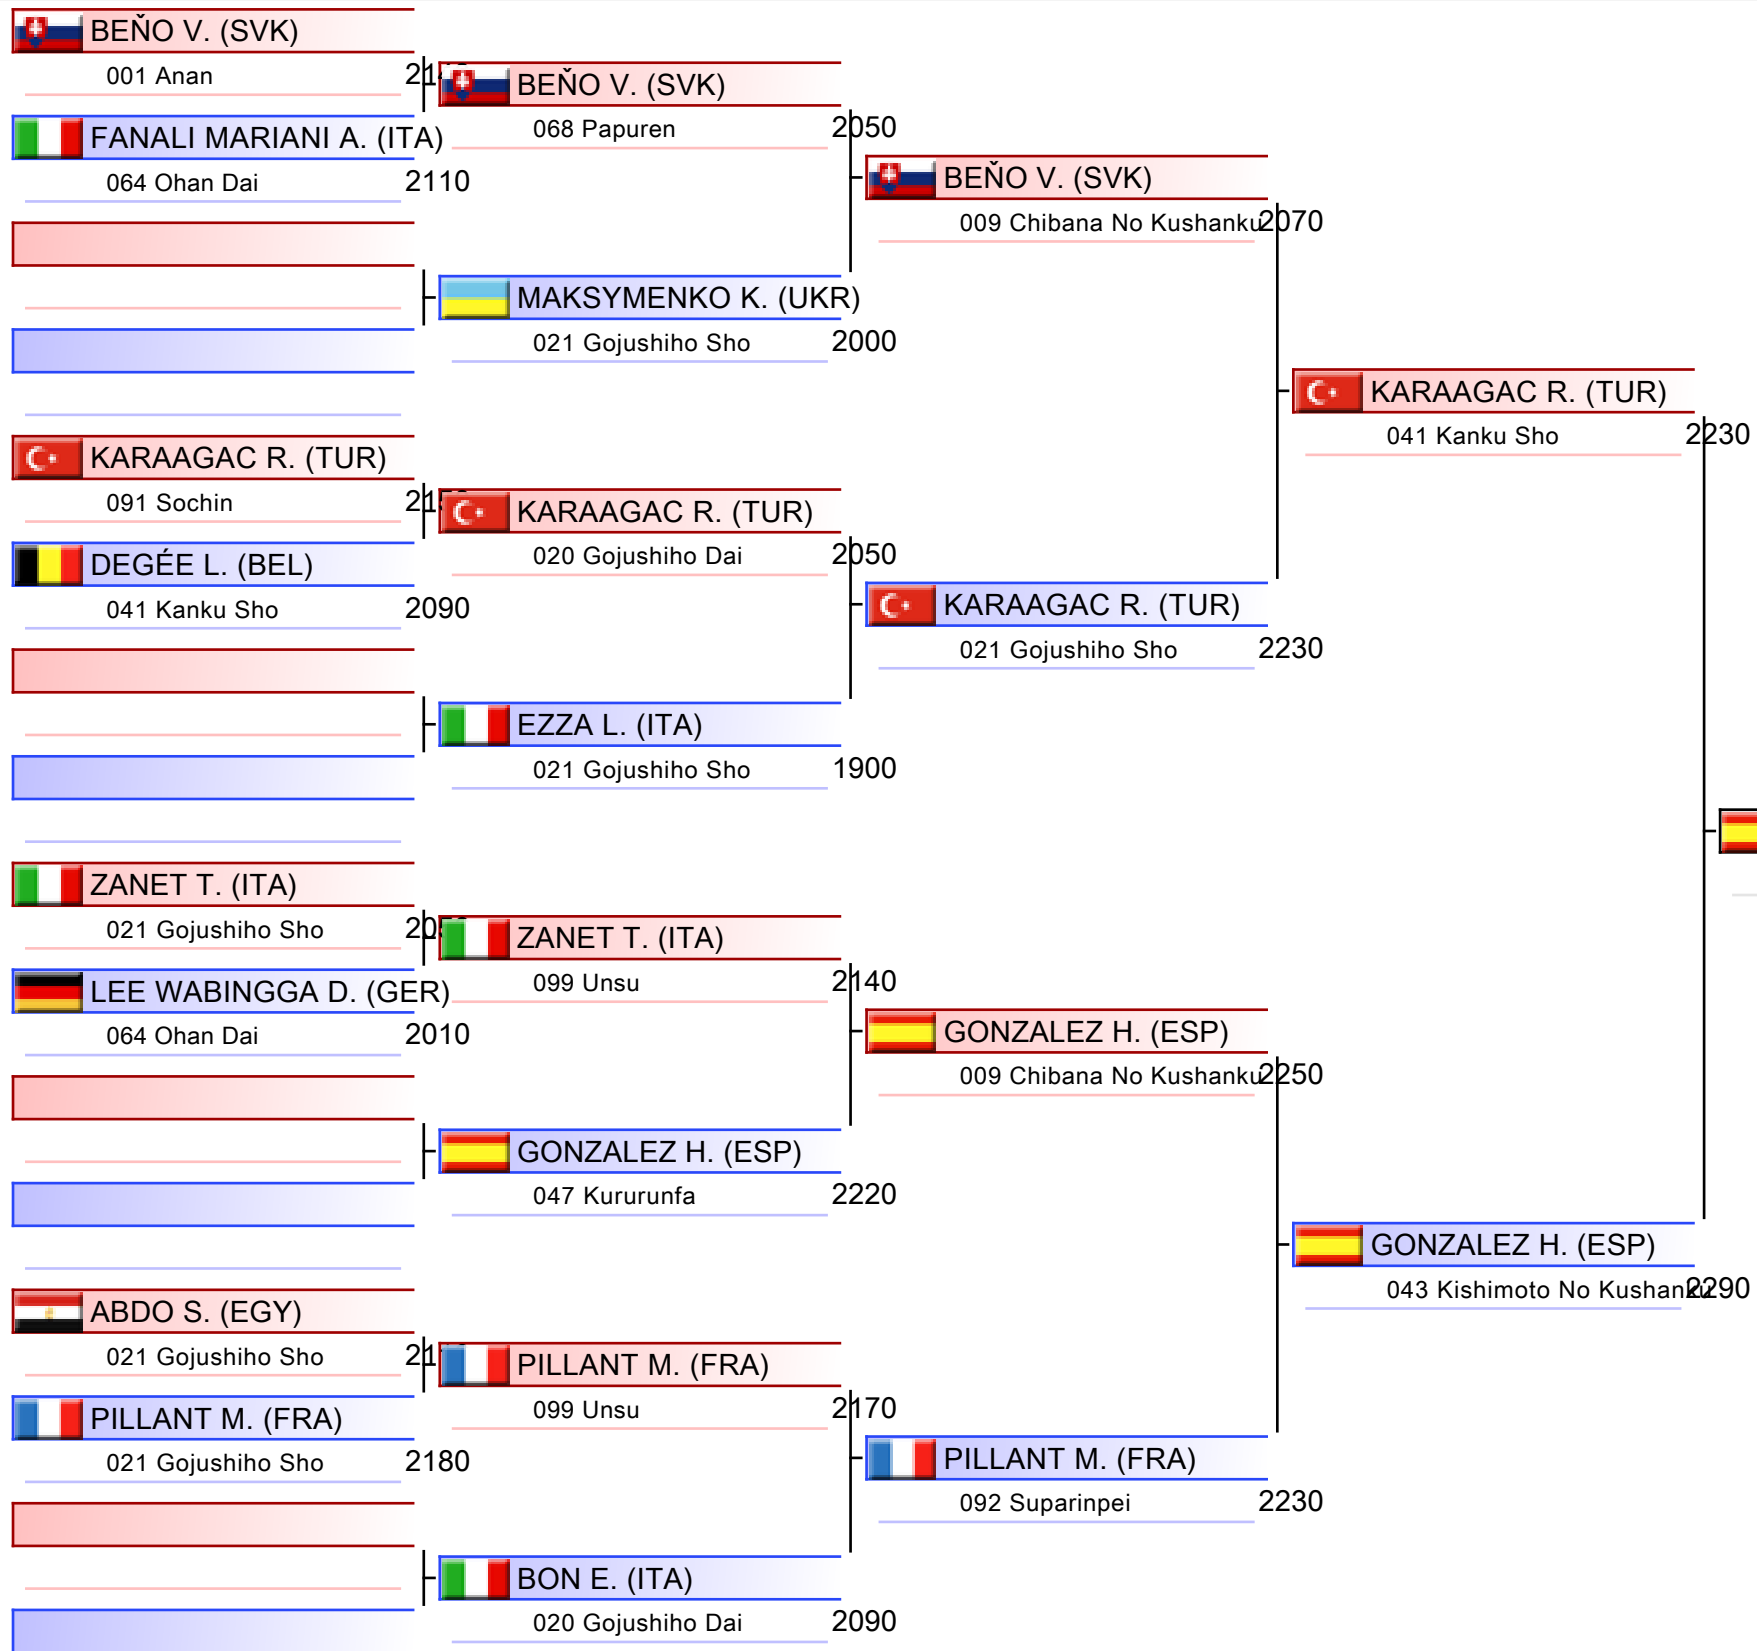 BEŇO V. (SVK)
001 Anan
FANALI MARIANI A. (ITA)
064 Ohan Dai 2110
KARAAGAC R. (TUR)
091 Sochin
DEGÉE L. (BEL)
041 Kanku Sho 2090
ZANET T. (ITA)
021 Gojushiho Sho
LEE WABINGGA D. (GER)
064 Ohan Dai 2010
ABDO S. (EGY)
021 Gojushiho Sho
PILLANT M. (FRA)
021 Gojushiho Sho 2180
BEŇO V. (SVK)
068 Papuren 2050
MAKSYMENKO K. (UKR)
021 Gojushiho Sho 2000
KARAAGAC R. (TUR)
020 Gojushiho Dai 2050
EZZA L. (ITA)
021 Gojushiho Sho 1900
ZANET T. (ITA)
099 Unsu 2140
GONZALEZ H. (ESP)
047 Kururunfa 2220
PILLANT M. (FRA)
099 Unsu 2170
BON E. (ITA)
020 Gojushiho Dai 2090
BEŇO V. (SVK)
009 Chibana No Kushanku 2070
KARAAGAC R. (TUR)
021 Gojushiho Sho 2230
GONZALEZ H. (ESP)
009 Chibana No Kushanku 2250
PILLANT M. (FRA)
092 Suparinpei 2230
KARAAGAC R. (TUR)
041 Kanku Sho 2230
GONZALEZ H. (ESP)
043 Kishimoto No Kushanku 2290